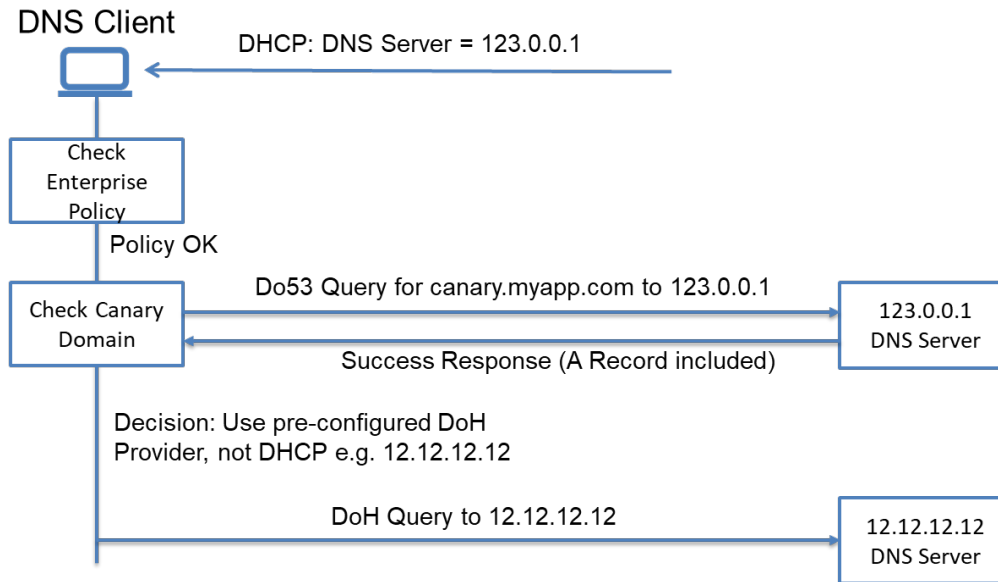 DNS Client
DHCP: DNS Server = 123.0.0.1
Check
Enterprise
Policy
Policy OK
Do53 Query for canary.myapp.com to 123.0.0.1
Check Canary
Domain
123.0.0.1
DNS Server
Success Response (A Record included)
Decision: Use pre-configured DoH
Provider, not DHCP e.g. 12.12.12.12
DoH Query to 12.12.12.12
12.12.12.12
DNS Server